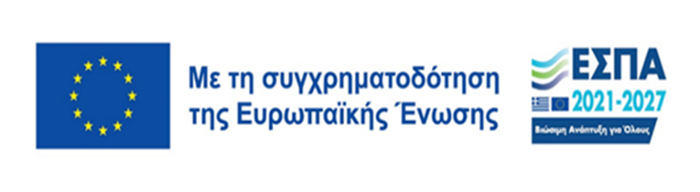 Με τη συγχρηματοδότηση
της Ευρωπαϊκής Ένωσης
ΕΣΠΑ
2021-2027
Βιώσιμη Ανάπτυξη για Όλους